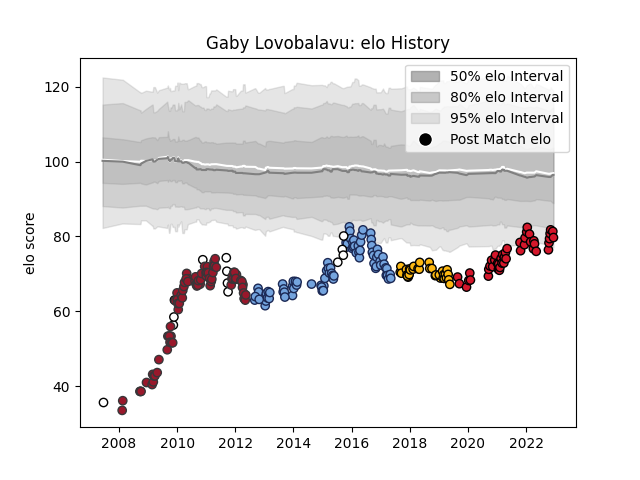 Gaby Lovobalavu: elo History
50% elo Interval
80% elo Interval
95% elo Interval
Post Match elo
elo score
120
100
80
60
40
2008 2010 2012 2014 2016 2018 2020 2022